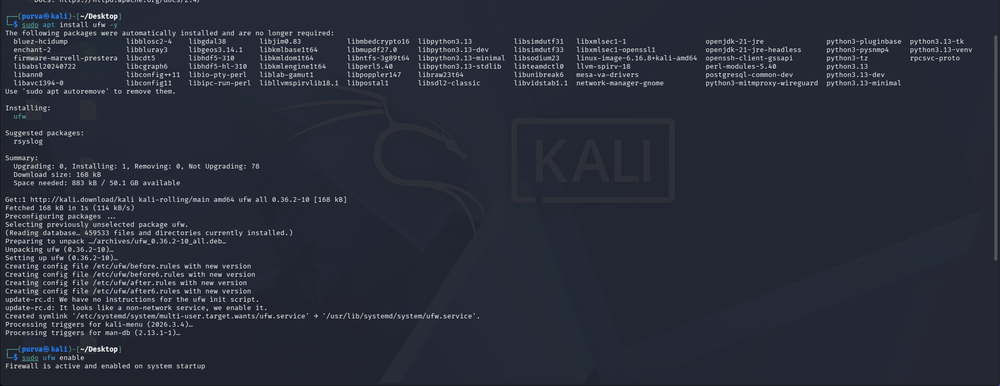 Docs: https://httpd.apache.org/docs/2.4/
┌──(purva㉿kali)-[~/Desktop]
└─$ sudo apt install ufw -y
The following packages were automatically installed and are no longer required:
bluez-hcidump libblosc2-4 libgdal38 libjim0.83 libmbedcrypto16 libpython3.13 libsimdutf31 libxmlsec1-1 openjdk-21-jre python3-pluginbase python3.13-tk
enchant-2 libbluray3 libgeos3.14.1 libkmlbase1t64 libmupdf27.0 libpython3.13-dev libsimdutf33 libxmlsec1-openssl1 openjdk-21-jre-headless python3-pysnmp4 python3.13-venv
firmware-marvell-prestera libcdt5 libhdf5-310 libkmldom1t64 libntfs-3g89t64 libpython3.13-minimal libsodium23 linux-image-6.16.8+kali-amd64 openssh-client-gssapi python3-tz rpcsvc-proto
libabsl20240722 libcgraph6 libhdf5-hl-310 libkmlengine1t64 libperl5.40 libpython3.13-stdlib libteamdctl0 llvm-spirv-18 perl-modules-5.40 python3.13
libann0 libconfig++11 libio-pty-perl liblab-gamut1 libpoppler147 libraw23t64 libunibreak6 mesa-va-drivers postgresql-common-dev python3.13-dev
libavc1394-0 libconfig11 libipc-run-perl libllvmspirvlib18.1 libpostal1 libsdl2-classic libvidstab1.1 network-manager-gnome python3-mitmproxy-wireguard python3.13-minimal
Use 'sudo apt autoremove' to remove them.
Installing:
ufw
Suggested packages:
rsyslog
Summary:
Upgrading: 0, Installing: 1, Removing: 0, Not Upgrading: 78
Download size: 168 kB
Space needed: 883 kB / 50.1 GB available
passwords.txt mywordlist...
Get:1 http://kali.download/kali kali-rolling/main amd64 ufw all 0.36.2-10 [168 kB]
Fetched 168 kB in 1s (114 kB/s)
Preconfiguring packages ...
Selecting previously unselected package ufw.
(Reading database… 459533 files and directories currently installed.)
Preparing to unpack …/archives/ufw_0.36.2-10_all.deb…
Unpacking ufw (0.36.2-10)…
Setting up ufw (0.36.2-10)…
Creating config file /etc/ufw/before.rules with new version
Creating config file /etc/ufw/before6.rules with new version
Creating config file /etc/ufw/after.rules with new version
Creating config file /etc/ufw/after6.rules with new version
update-rc.d: We have no instructions for the ufw init script.
update-rc.d: It looks like a non-network service, we enable it.
Created symlink '/etc/systemd/system/multi-user.target.wants/ufw.service' → '/usr/lib/systemd/system/ufw.service'.
Processing triggers for kali-menu (2026.3.4)…
Processing triggers for man-db (2.13.1-1)…
┌──(purva㉿kali)-[~/Desktop]
└─$ sudo ufw enable
Firewall is active and enabled on system startup
KALI